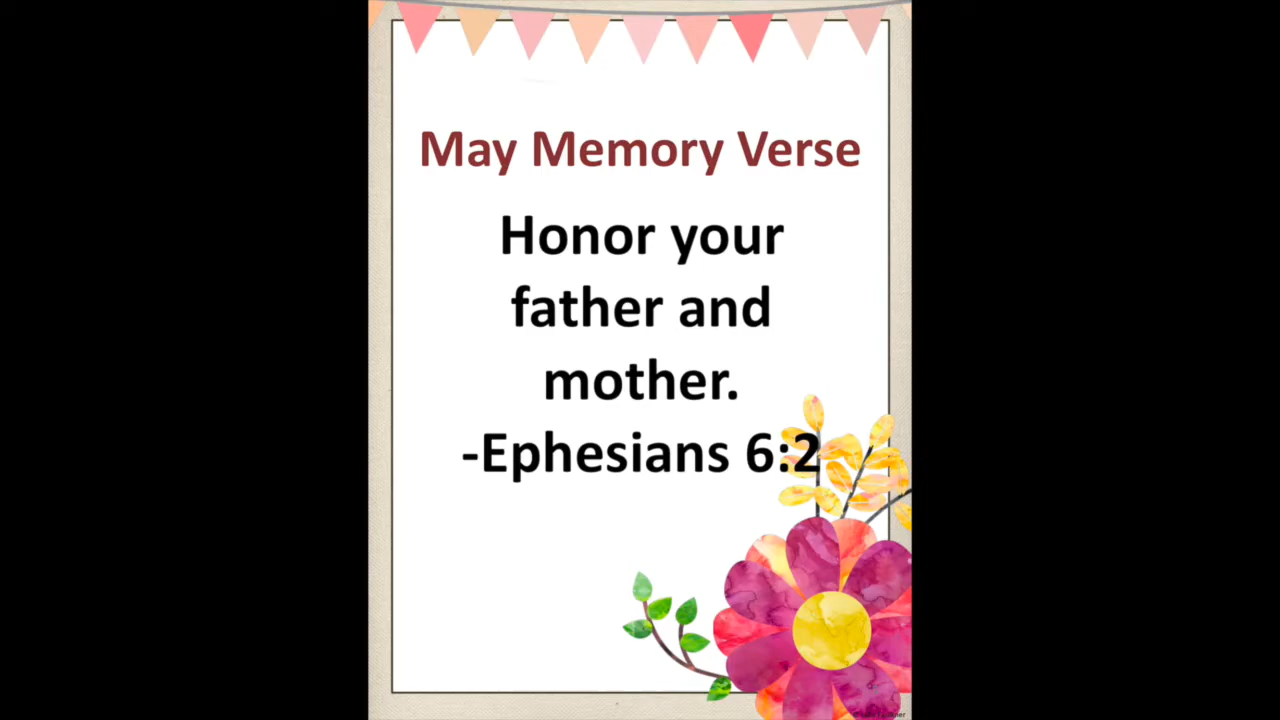 May Memory Verse
Honor your
father and
mother.
-Ephesians 6:2